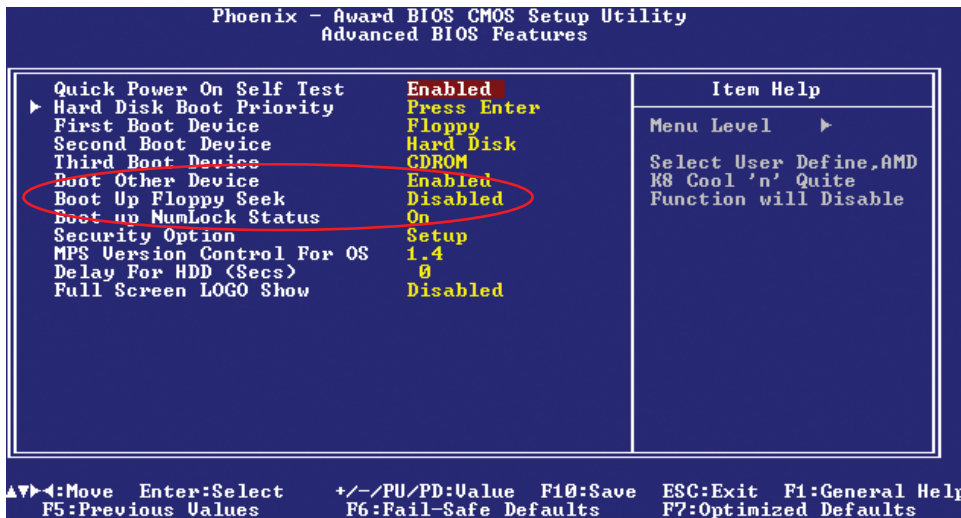 Phoenix - Award BIOS CMOS Setup Utility
Advanced BIOS Features
Quick Power On Self Test Enabled
Hard Disk Boot Priority Press Enter
First Boot Device Floppy
Second Boot Device Hard Disk
Third Boot Device CDROM
Boot Other Device Enabled
Boot Up Floppy Seek Disabled
Boot up NumLock Status On
Security Option Setup
MPS Version Control For OS 1.4
Delay For HDD (Secs) 0
Full Screen LOGO Show Disabled
Item Help
Menu Level ►
Select User Define,AMD
K8 Cool 'n' Quite
Function will Disable
▲▼►◄:Move Enter:Select +/-/PU/PD:Value F10:Save ESC:Exit F1:General Help
F5:Previous Values F6:Fail-Safe Defaults F7:Optimized Defaults